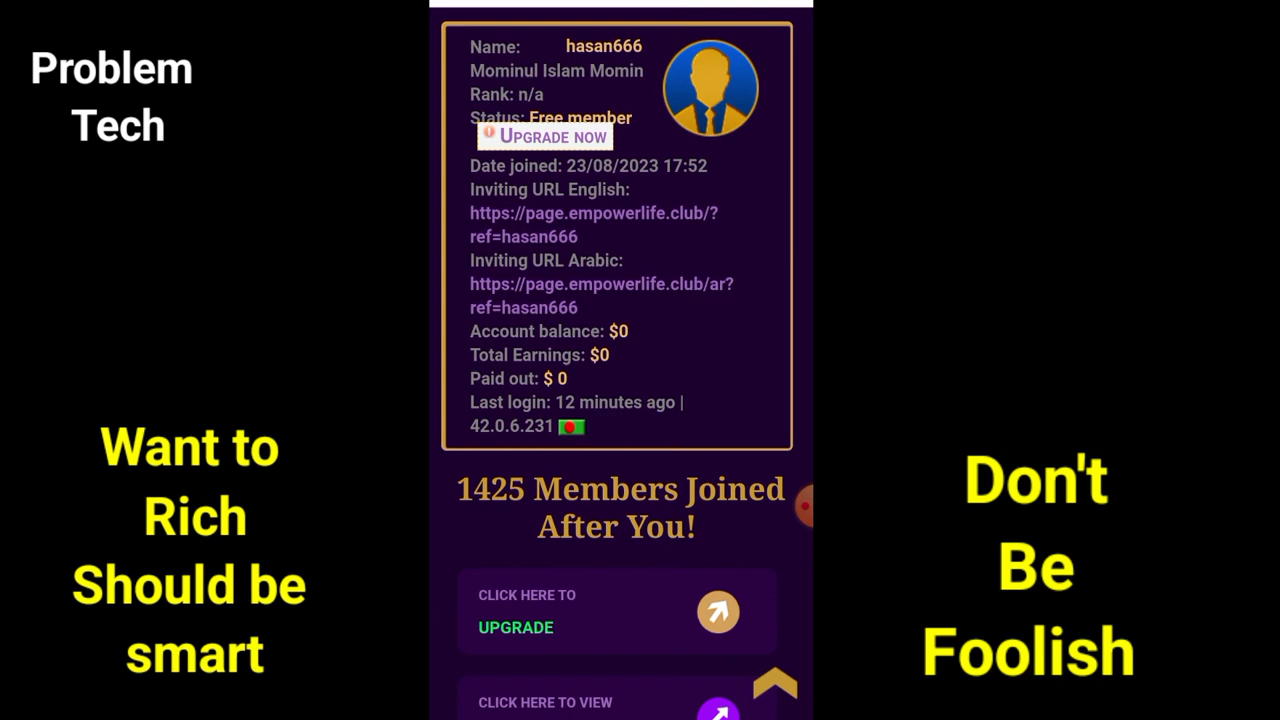 Problem
Tech
Want to
Rich
Should be
smart
Name: hasan666
Mominul Islam Momin
Rank: n/a
Status: Free member
Upgrade now
Date joined: 23/08/2023 17:52
Inviting URL English:
https://page.empowerlife.club/?
ref=hasan666
Inviting URL Arabic:
https://page.empowerlife.club/ar?
ref=hasan666
Account balance: $0
Total Earnings: $0
Paid out: $ 0
Last login: 12 minutes ago |
42.0.6.231
1425 Members Joined
After You!
CLICK HERE TO
UPGRADE
CLICK HERE TO VIEW
Don't
Be
Foolish